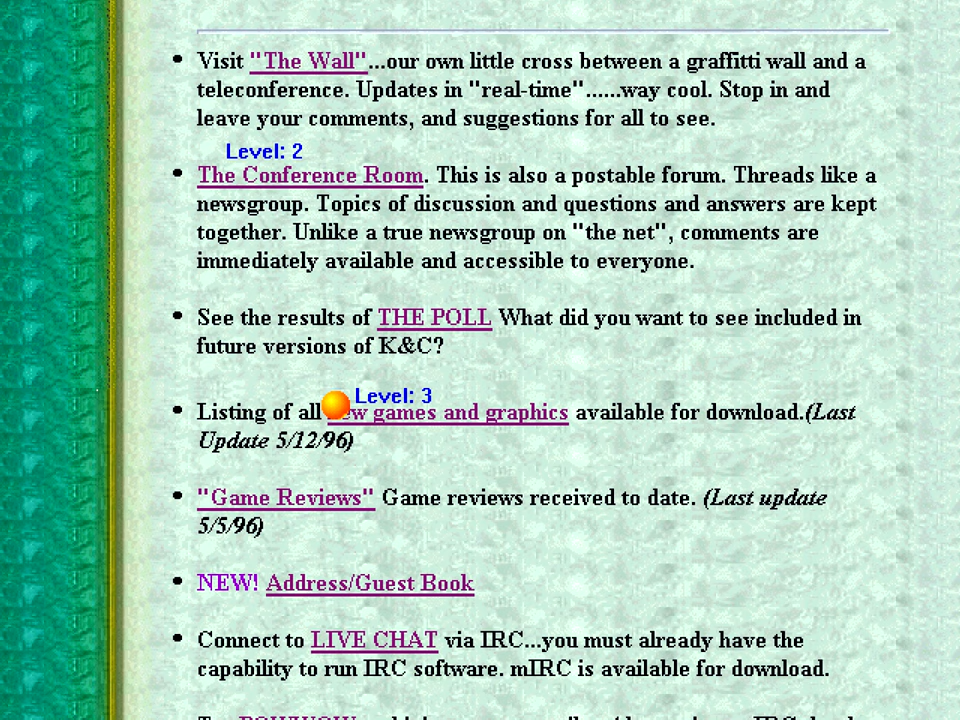 Visit "The Wall"...our own little cross between a graffitti wall and a
teleconference. Updates in "real-time"......way cool. Stop in and
leave your comments, and suggestions for all to see.
Level: 2
The Conference Room. This is also a postable forum. Threads like a
newsgroup. Topics of discussion and questions and answers are kept
together. Unlike a true newsgroup on "the net", comments are
immediately available and accessible to everyone.
See the results of THE POLL What did you want to see included in
future versions of K&C?
Level: 3
Listing of all new games and graphics available for download.(Last
Update 5/12/96)
"Game Reviews" Game reviews received to date. (Last update
5/5/96)
NEW! Address/Guest Book
Connect to LIVE CHAT via IRC...you must already have the
capability to run IRC software. mIRC is available for download.